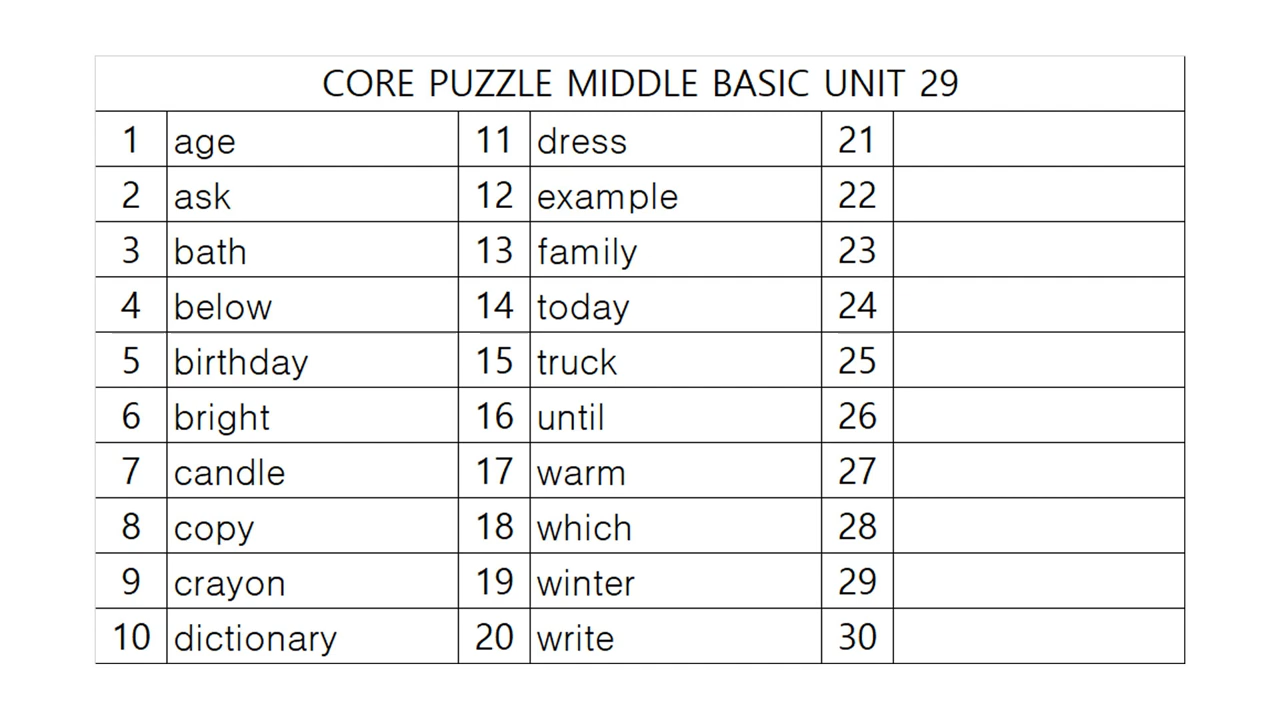 CORE PUZZLE MIDDLE BASIC UNIT 29
1 age 11 dress 21
2 ask 12 example 22
3 bath 13 family 23
4 below 14 today 24
5 birthday 15 truck 25
6 bright 16 until 26
7 candle 17 warm 27
8 copy 18 which 28
9 crayon 19 winter 29
10 dictionary 20 write 30